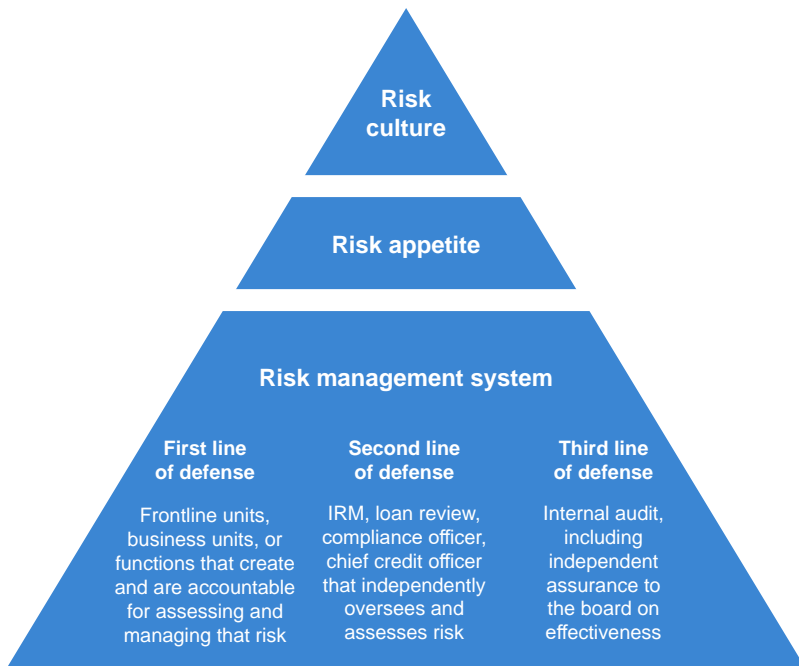 Risk
culture
Risk appetite
Risk management system
First line
of defense
Frontline units,
business units, or
functions that create
and are accountable
for assessing and
managing that risk
Second line
of defense
IRM, loan review,
compliance officer,
chief credit officer
that independently
oversees and
assesses risk
Third line
of defense
Internal audit,
including
independent
assurance to
the board on
effectiveness